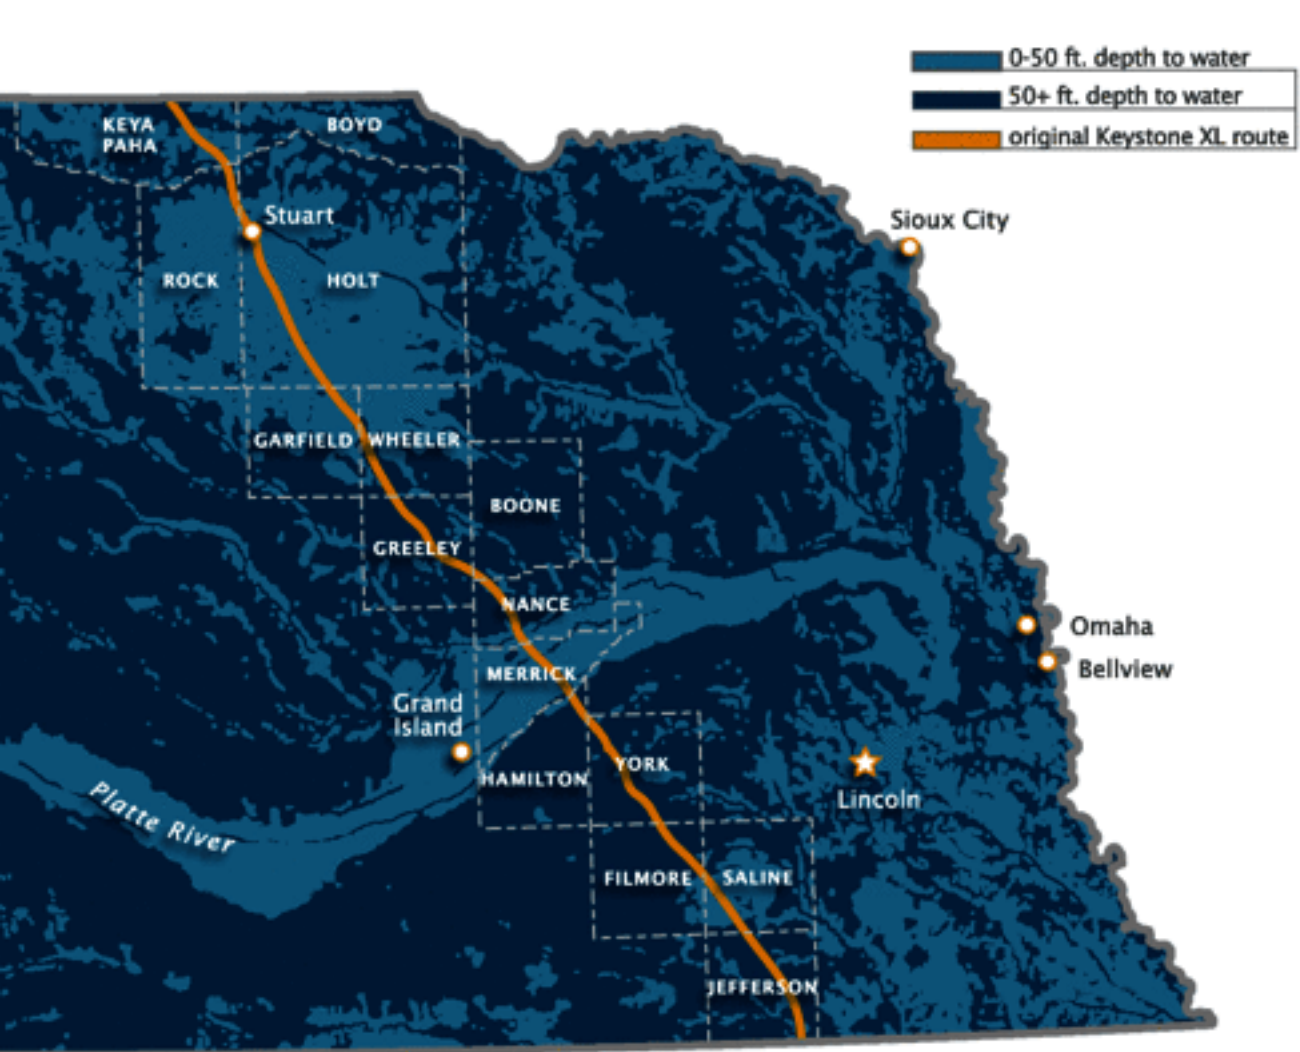 0-50 ft. depth to water
50+ ft. depth to water
original Keystone XL route
KEYA
PAHA
BOYD
Stuart
Sioux City
ROCK
HOLT
GARFIELD
WHEELER
BOONE
GREELEY
NANCE
Omaha
Bellview
MERRICK
Grand
Island
YORK
HAMILTON
Lincoln
Platte River
FILMORE
SALINE
JEFFERSON